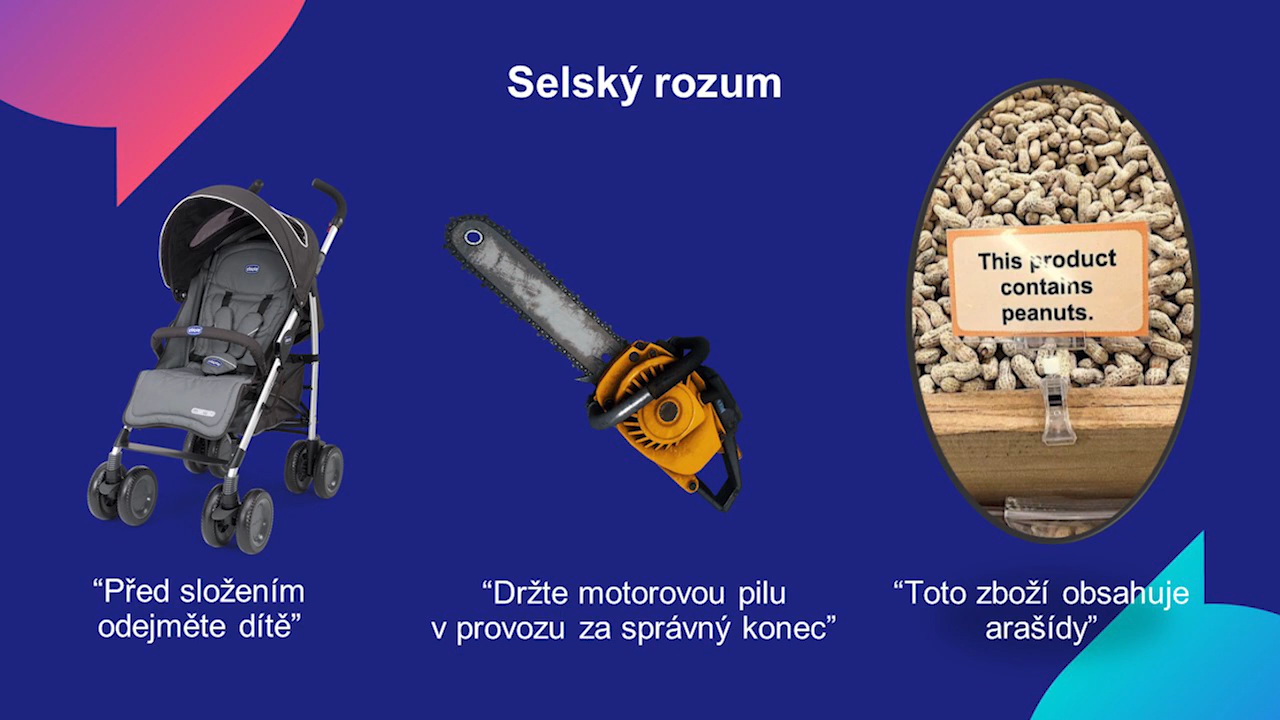 Selský rozum
This product
contains
peanuts.
“Před složením
odejměte dítě”
“Držte motorovou pilu
v provozu za správný konec”
“Toto zboží obsahuje
arašídy”